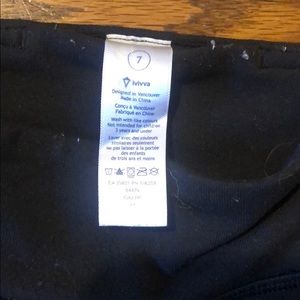 7
ivivva
Designed in Vancouver
Made in China
Conçu à Vancouver
Fabriqué en Chine
Wash with like colours
Not intended for children
3 years and under
Laver avec des couleurs
similaires seulement
ne pas laisser à la portée
des enfants
de trois ans et moins